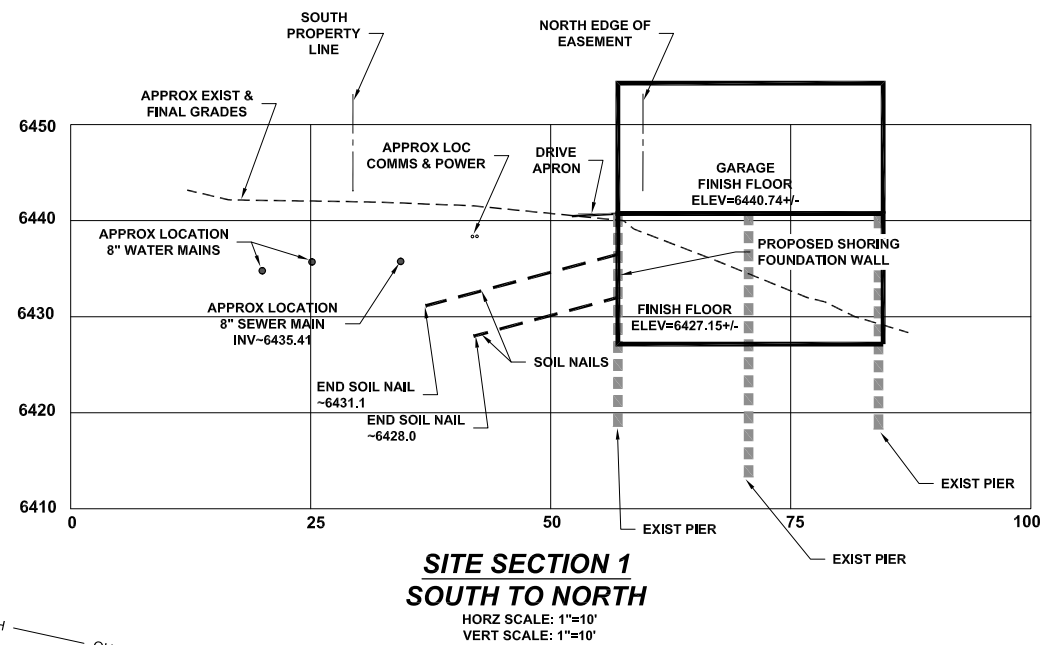 SOUTH
PROPERTY
LINE
NORTH EDGE OF
EASEMENT
APPROX EXIST &
FINAL GRADES
6450
APPROX LOC
COMMS & POWER
DRIVE
APRON
GARAGE
FINISH FLOOR
ELEV=6440.74+/-
6440
APPROX LOCATION
8" WATER MAINS
PROPOSED SHORING
FOUNDATION WALL
APPROX LOCATION
8" SEWER MAIN
INV~6435.41
6430
FINISH FLOOR
ELEV=6427.15+/-
SOIL NAILS
END SOIL NAIL
~6431.1
6420
END SOIL NAIL
~6428.0
EXIST PIER
6410
0
25
50
75
100
EXIST PIER
EXIST PIER
SITE SECTION 1
SOUTH TO NORTH
HORZ SCALE: 1"=10'
VERT SCALE: 1"=10'